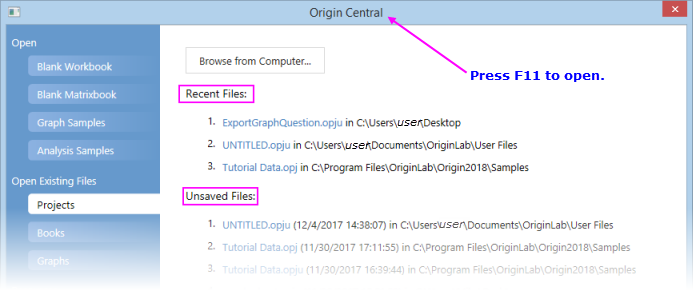 Origin Central
Open
Blank Workbook
Blank Matrixbook
Graph Samples
Analysis Samples
Open Existing Files
Projects
Books
Graphs
Browse from Computer...
Press F11 to open.
Recent Files:
1. ExportGraphQuestion.opju in C:\Users\user\Desktop
2. UNTITLED.opju in C:\Users\user\Documents\OriginLab\User Files
3. Tutorial Data.opj in C:\Program Files\OriginLab\Origin2018\Samples
Unsaved Files:
1. UNTITLED.opju (12/4/2017 14:38:07) in C:\Users\user\Documents\OriginLab\User Files
2. Tutorial Data.opj (11/30/2017 17:11:55) in C:\Program Files\OriginLab\Origin2018\Samples
3. Tutorial Data.opju (11/30/2017 16:39:44) in C:\Program Files\OriginLab\Origin2018\Samples